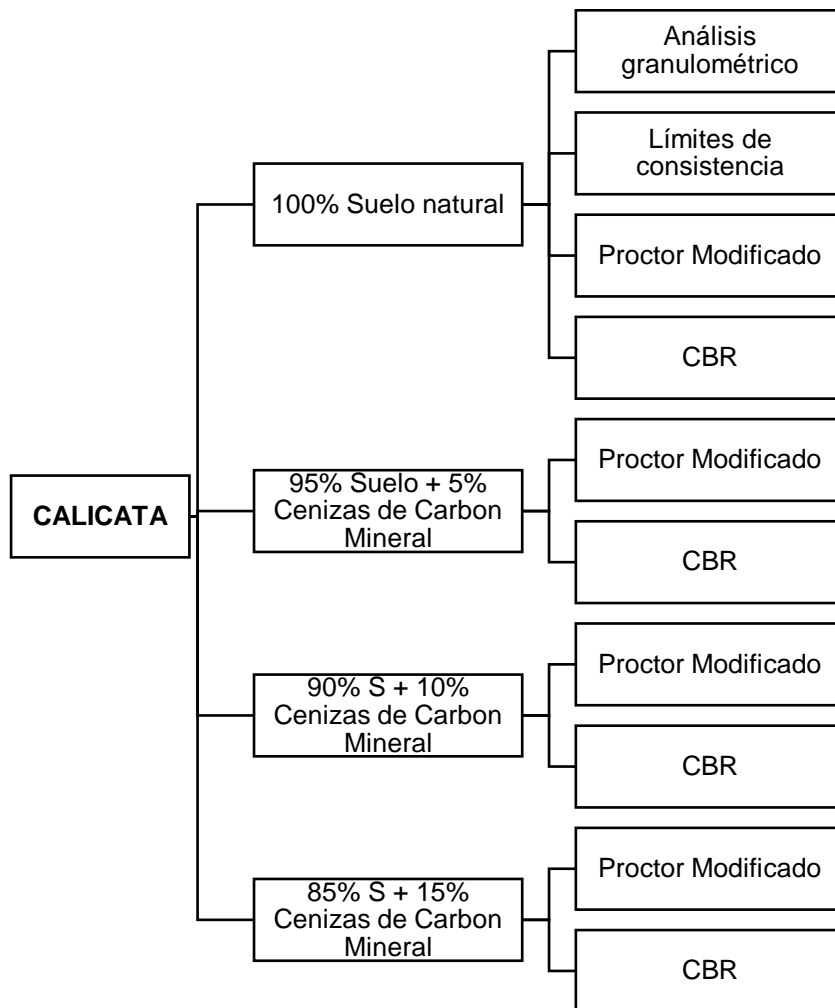 CALICATA
100% Suelo natural
Análisis
granulométrico
Límites de
consistencia
Proctor Modificado
CBR
95% Suelo + 5%
Cenizas de Carbon
Mineral
Proctor Modificado
CBR
90% S + 10%
Cenizas de Carbon
Mineral
Proctor Modificado
CBR
85% S + 15%
Cenizas de Carbon
Mineral
Proctor Modificado
CBR